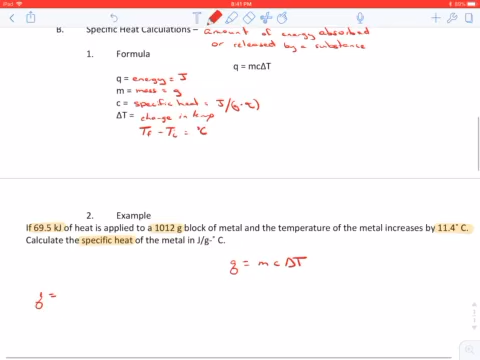 iPad
8:41 PM
89%
B. Specific Heat Calculations – amount of energy absorbed
or released by a substance
1. Formula
q = mcΔT
q = energy = J
m = mass = g
c = specific heat = J/(g·°C)
ΔT = change in temp
Tf - Ti = °C
2. Example
If 69.5 kJ of heat is applied to a 1012 g block of metal and the temperature of the metal increases by 11.4˚ C.
Calculate the specific heat of the metal in J/g-˚ C.
q = m c ΔT
q =